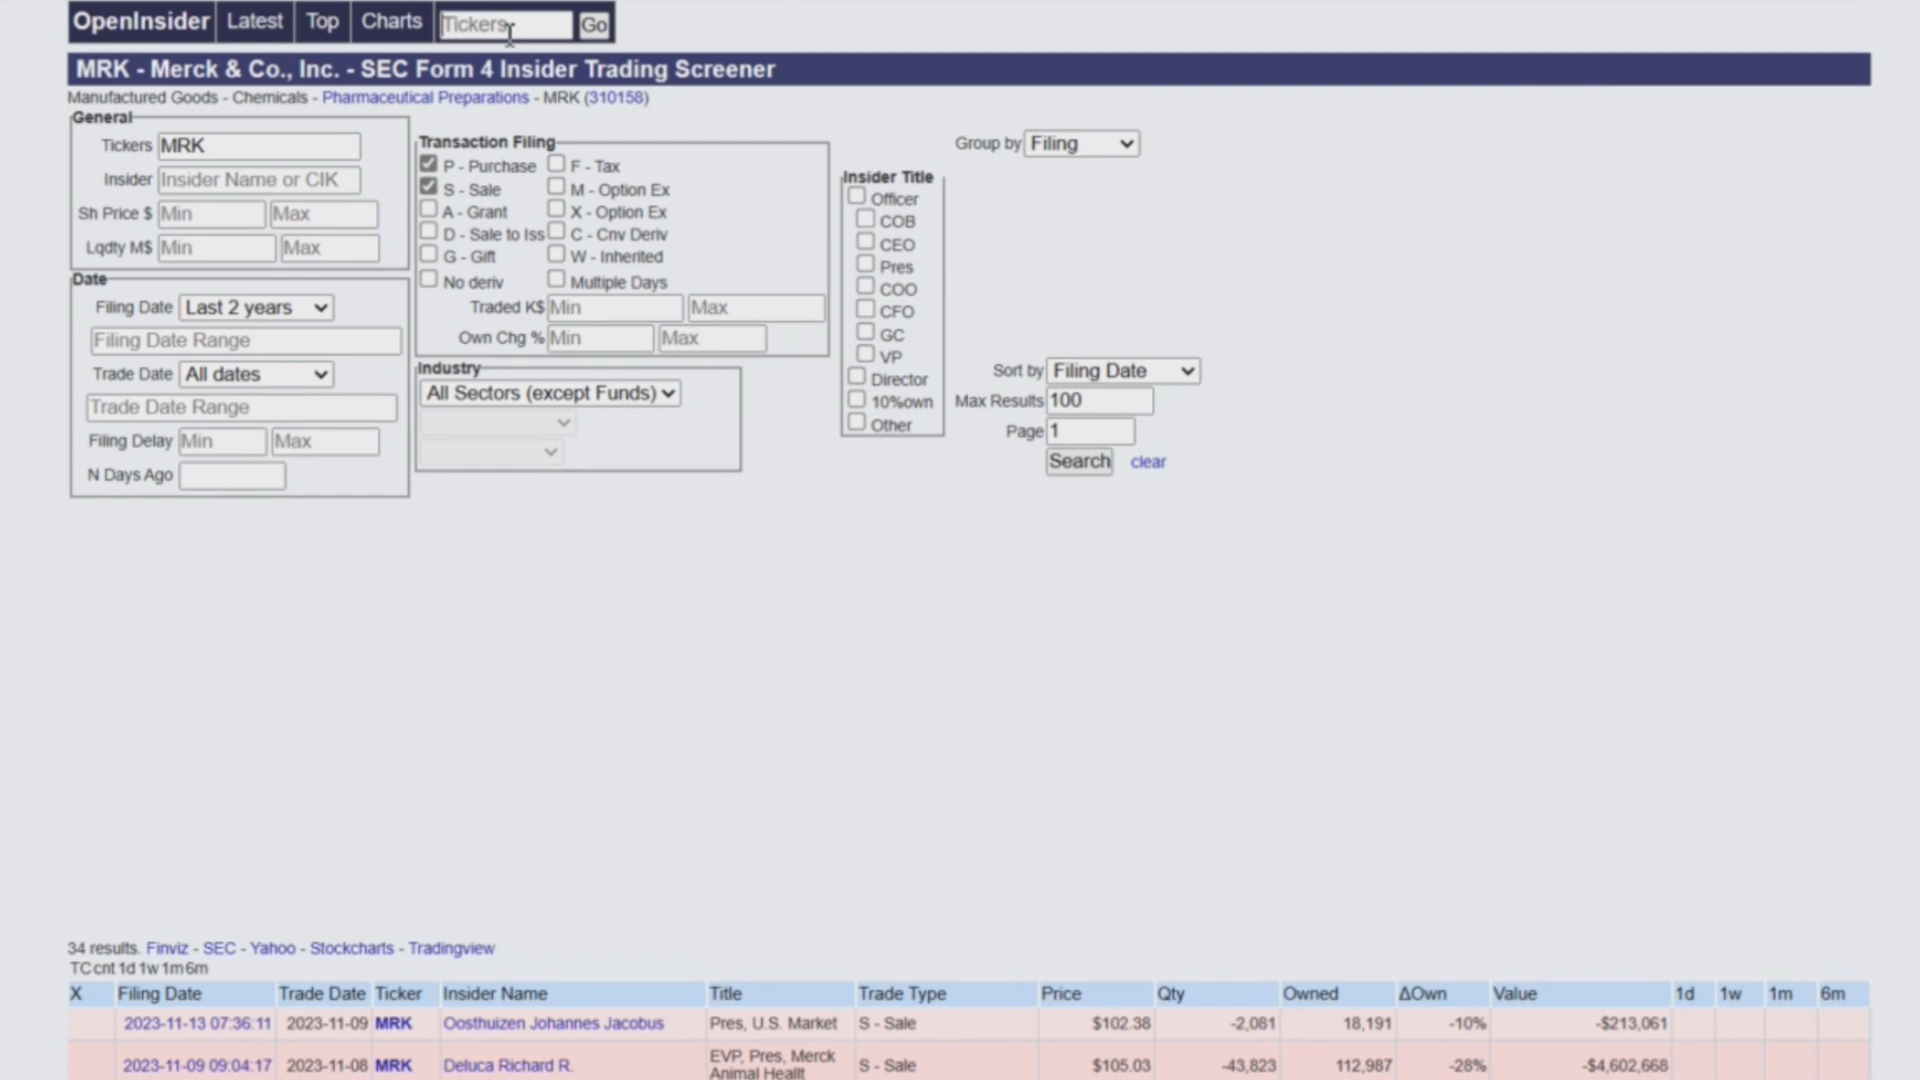 OpenInsider Latest Top Charts Tickers Go
MRK - Merck & Co., Inc. - SEC Form 4 Insider Trading Screener
Manufactured Goods - Chemicals - Pharmaceutical Preparations - MRK (310158)
General
Tickers MRK
Insider Insider Name or CIK
Sh Price $ Min Max
Lqdty M$ Min Max
Date
Filing Date Last 2 years
Filing Date Range
Trade Date All dates
Trade Date Range
Filing Delay Min Max
N Days Ago
Transaction Filing
P - Purchase F - Tax
S - Sale M - Option Ex
A - Grant X - Option Ex
D - Sale to Iss C - Cnv Deriv
G - Gift W - Inherited
No deriv Multiple Days
Traded K$ Min Max
Own Chg % Min Max
Industry
All Sectors (except Funds)
Insider Title
Officer
COB
CEO
Pres
COO
CFO
GC
VP
Director
10%own
Other
Group by Filing
Sort by Filing Date
Max Results 100
Page 1
Search clear
34 results. Finviz - SEC - Yahoo - Stockcharts - Tradingview
TC cnt 1d 1w 1m 6m
X Filing Date Trade Date Ticker Insider Name Title Trade Type Price Qty Owned ΔOwn Value 1d 1w 1m 6m
2023-11-13 07:36:11 2023-11-09 MRK Oosthuizen Johannes Jacobus Pres, U.S. Market S - Sale $102.38 -2,081 18,191 -10% -$213,061
2023-11-09 09:04:17 2023-11-08 MRK Deluca Richard R. EVP, Pres, Merck Animal Heallt S - Sale $105.03 -43,823 112,987 -28% -$4,602,668